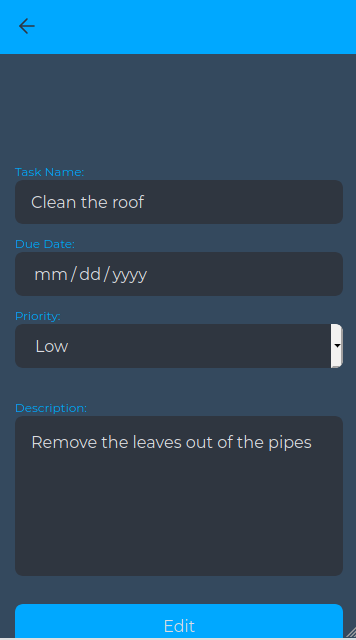 Task Name:
Clean the roof
Due Date:
mm/dd/yyyy
Priority:
Low
Description:
Remove the leaves out of the pipes
Edit